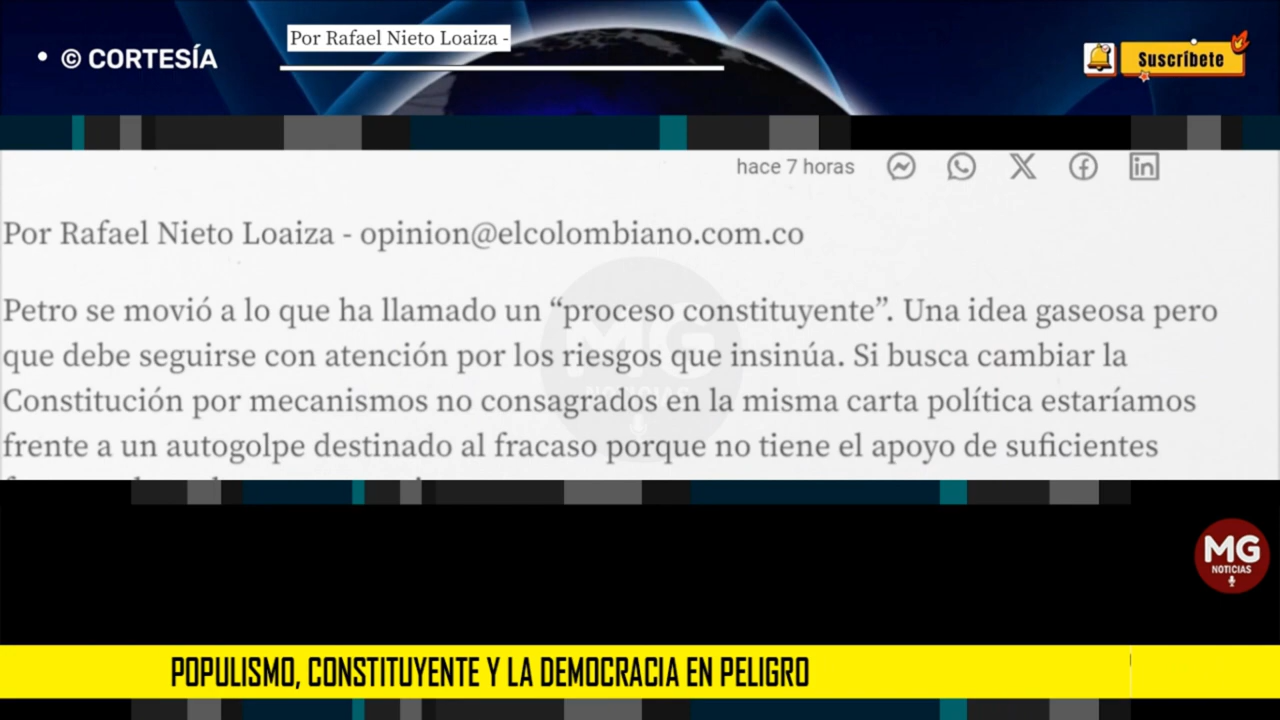 • © CORTESÍA
Por Rafael Nieto Loaiza -
Suscríbete
hace 7 horas
Por Rafael Nieto Loaiza - opinion@elcolombiano.com.co
Petro se movió a lo que ha llamado un “proceso constituyente”. Una idea gaseosa pero
que debe seguirse con atención por los riesgos que insinúa. Si busca cambiar la
Constitución por mecanismos no consagrados en la misma carta política estaríamos
frente a un autogolpe destinado al fracaso porque no tiene el apoyo de suficientes
MG
NOTICIAS
MG
NOTICIAS
POPULISMO, CONSTITUYENTE Y LA DEMOCRACIA EN PELIGRO